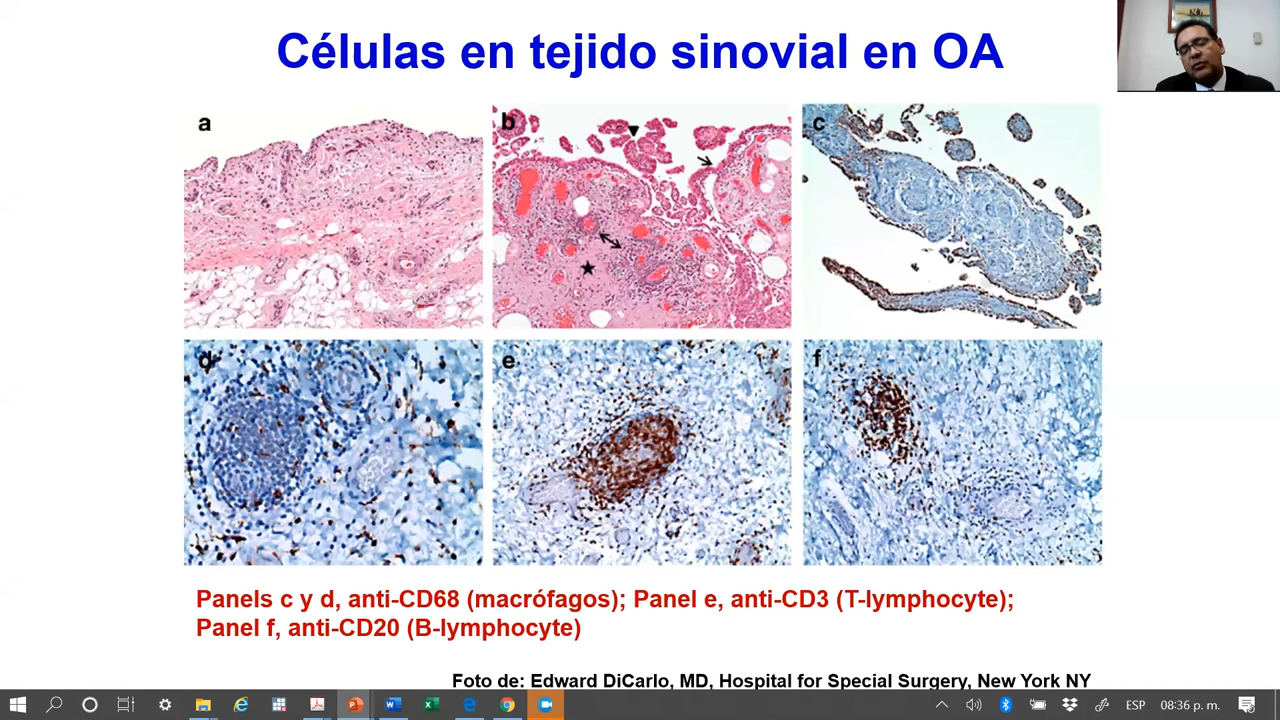 Células en tejido sinovial en OA
a
b
c
d
e
f
Panels c y d, anti-CD68 (macrófagos); Panel e, anti-CD3 (T-lymphocyte);
Panel f, anti-CD20 (B-lymphocyte)
Foto de: Edward DiCarlo, MD, Hospital for Special Surgery, New York NY
ESP
08:36 p. m.